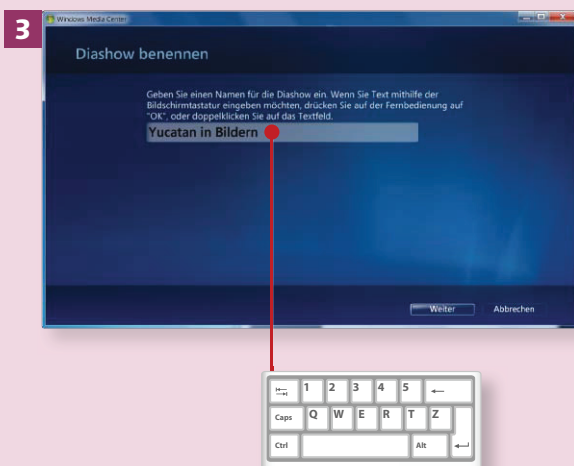 3
Windows Media Center
Diashow benennen
Geben Sie einen Namen für die Diashow ein. Wenn Sie Text mithilfe der
Bildschirmtastatur eingeben möchten, drücken Sie auf der Fernbedienung auf
"OK", oder doppelklicken Sie auf das Textfeld.
Yucatan in Bildern
Weiter Abbrechen
1 2 3 4 5
Caps Q W E R T Z
Ctrl Alt